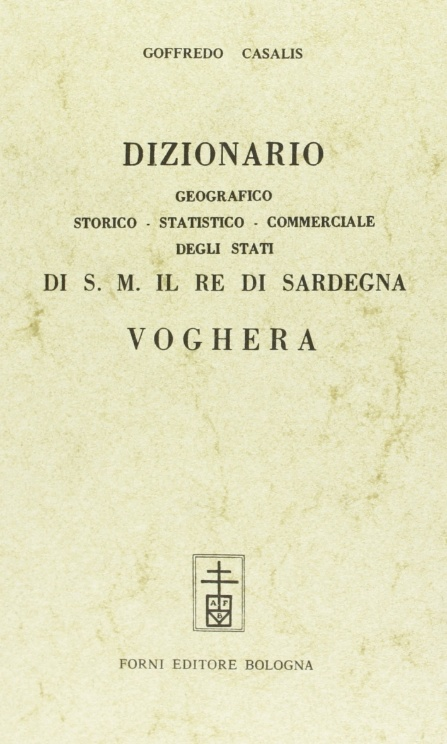 GOFFREDO CASALIS
DIZIONARIO
GEOGRAFICO
STORICO - STATISTICO - COMMERCIALE
DEGLI STATI
DI S. M. IL RE DI SARDEGNA
VOGHERA
A F
B
FORNI EDITORE BOLOGNA